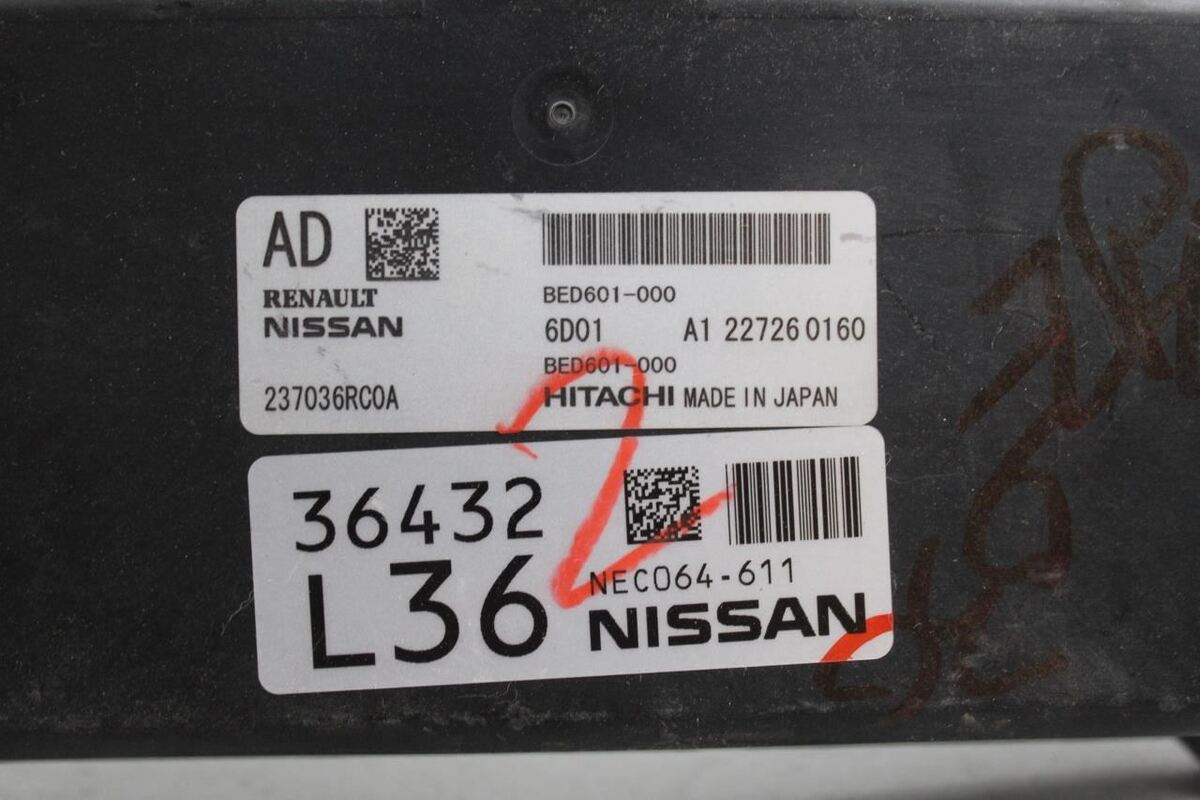 AD
RENAULT
NISSAN
237036RC0A
BED601-000
6D01 A1 227260160
BED601-000
HITACHI MADE IN JAPAN
36432
L36
NEC064-611
NISSAN
2